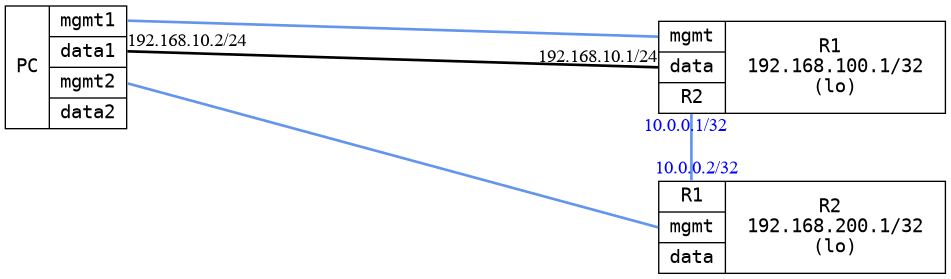 PC
mgmt1
data1
mgmt2
data2
192.168.10.2/24
192.168.10.1/24
mgmt
data
R2
R1
192.168.100.1/32
(lo)
10.0.0.1/32
10.0.0.2/32
R1
mgmt
data
R2
192.168.200.1/32
(lo)